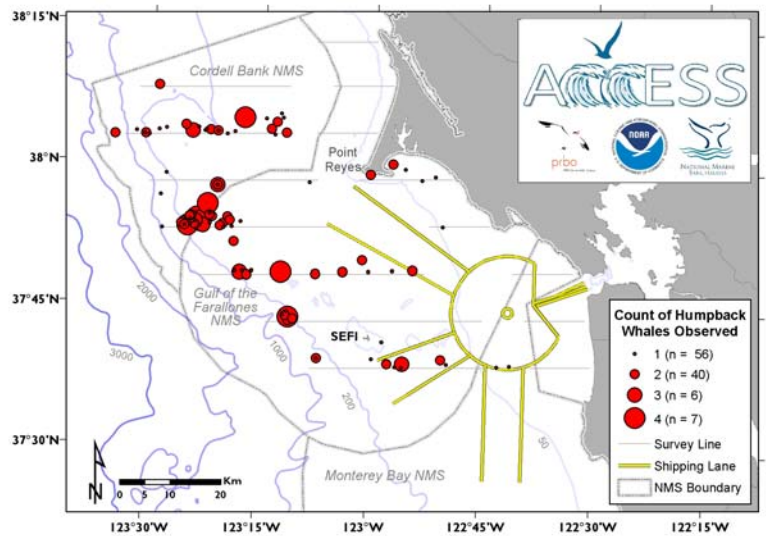 38°15'N
38°N
37°45'N
37°30'N
Cordell Bank NMS
Point
Reyes
Gulf of the
Farallones
NMS
SEFI
Monterey Bay NMS
2000
3000
1000
200
50
ACCESS
prbo
NOAA
NATIONAL MARINE
SANCTUARIES
Count of Humpback
Whales Observed
1 (n = 56)
2 (n = 40)
3 (n = 6)
4 (n = 7)
Survey Line
Shipping Lane
NMS Boundary
N
Km
0 5 10 20
123°30'W 123°15'W 123°W 122°45'W 122°30'W 122°15'W